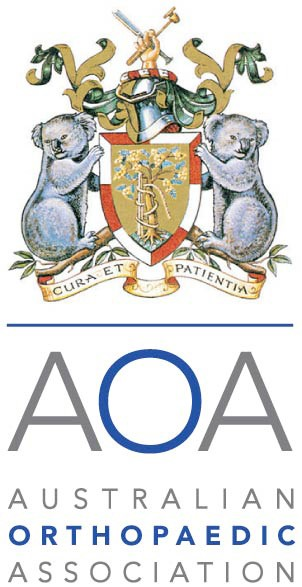 CURA ET PATIENTIA
AOA
AUSTRALIAN
ORTHOPAEDIC
ASSOCIATION